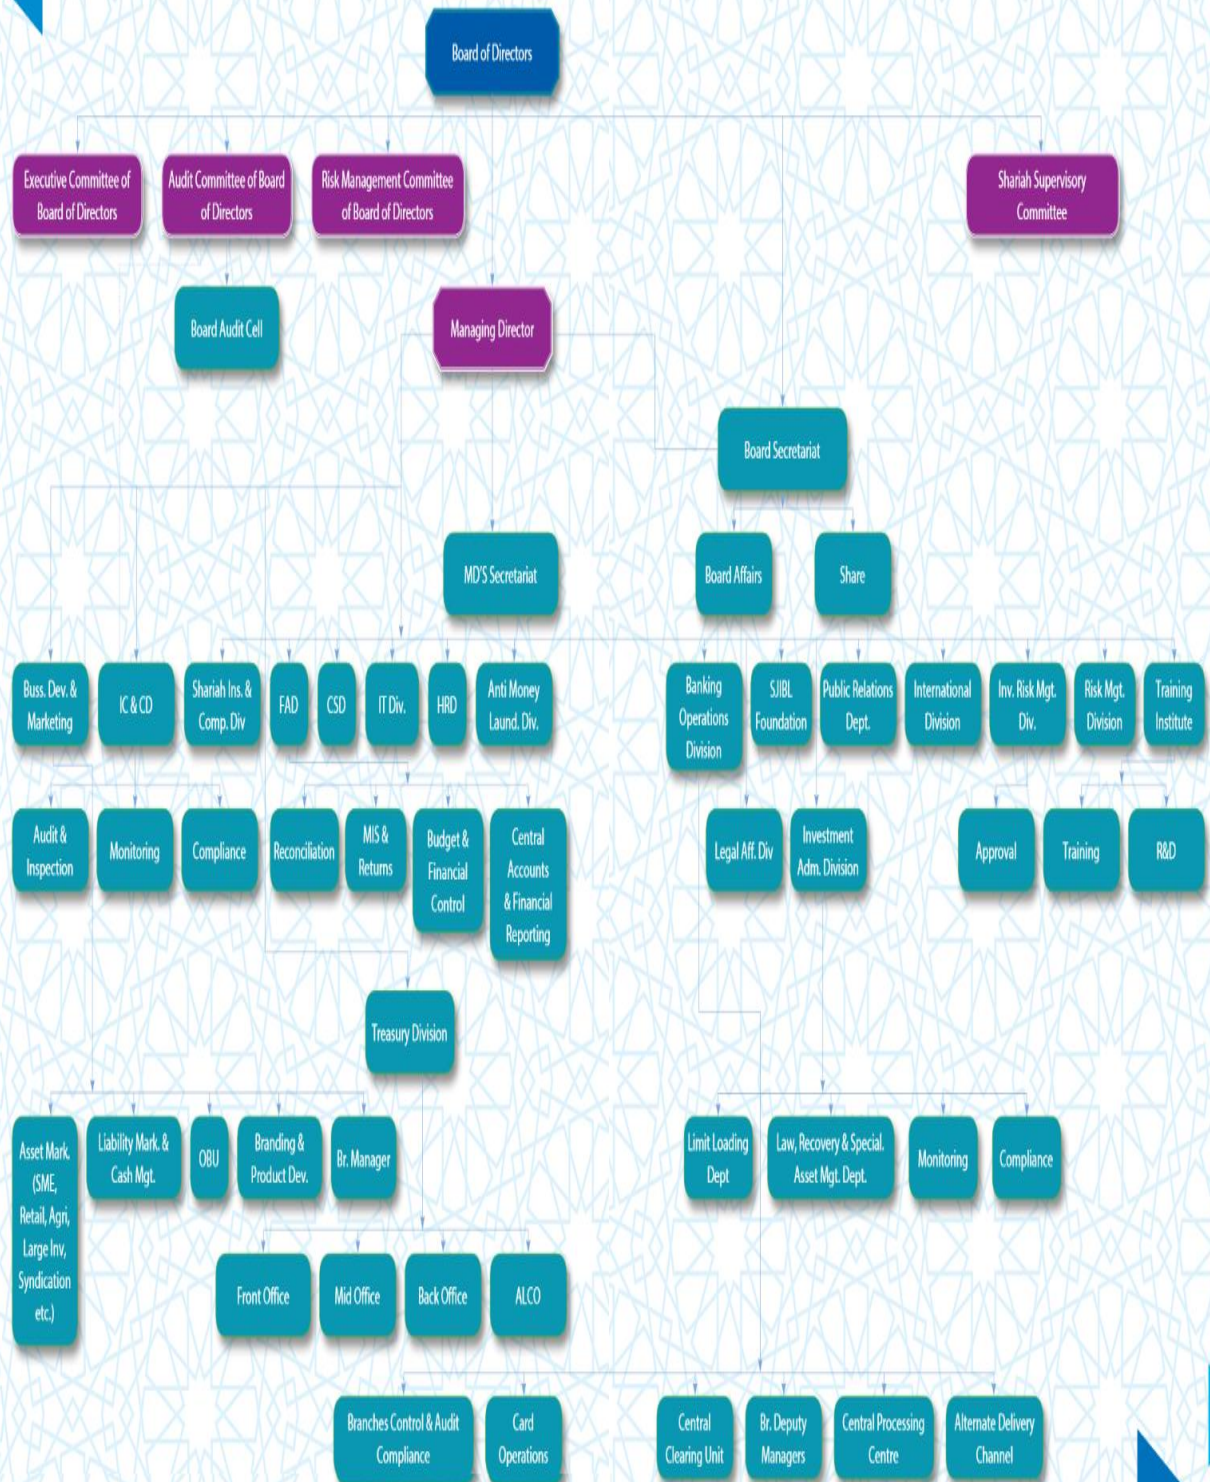 Board of Directors
Executive Committee of
Board of Directors
Audit Committee of Board
of Directors
Risk Management Committee
of Board of Directors
Shariah Supervisory
Committee
Board Audit Cell
Managing Director
Board Secretariat
MD'S Secretariat
Board Affairs
Share
Buss. Dev. &
Marketing
IC & CD
Shariah Ins. &
Comp. Div
FAD
CSD
IT Div.
HRD
Anti Money
Laund. Div.
Banking
Operations
Division
SJIBL
Foundation
Public Relations
Dept.
International
Division
Inv. Risk Mgt.
Div.
Risk Mgt.
Division
Training
Institute
Audit &
Inspection
Monitoring
Compliance
Reconciliation
MIS &
Returns
Budget &
Financial
Control
Central
Accounts
& Financial
Reporting
Legal Aff. Div
Investment
Adm. Division
Approval
Training
R&D
Treasury Division
Asset Mark.
(SME,
Retail, Agri,
Large Inv,
Syndication
etc.)
Liability Mark. &
Cash Mgt.
OBU
Branding &
Product Dev.
Br. Manager
Limit Loading
Dept
Law, Recovery & Special.
Asset Mgt. Dept.
Monitoring
Compliance
Front Office
Mid Office
Back Office
ALCO
Branches Control & Audit
Compliance
Card
Operations
Central
Clearing Unit
Br. Deputy
Managers
Central Processing
Centre
Alternate Delivery
Channel